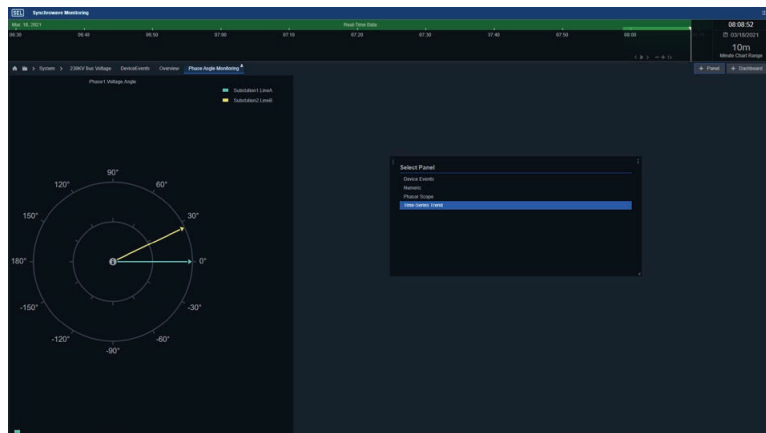 SEL Synchrowave Monitoring
Mar 18, 2021 Real-Time Data 08:08:52
06:30 06:40 06:50 07:00 07:10 07:20 07:30 07:40 07:50 08:00
03/18/2021
10m
Minute Chart Range
> System > 230KV Bus Voltage DeviceEvents Overview Phase Angle Monitoring + Panel + Dashboard
Phase1 Voltage Angle
Substation1 LineA
Substation2 LineB
90°
120° 60°
150° 30°
180° 0°
-150° -30°
-120° -60°
-90°
Select Panel
Device Events
Numeric
Phasor Scope
Time-Series Trend